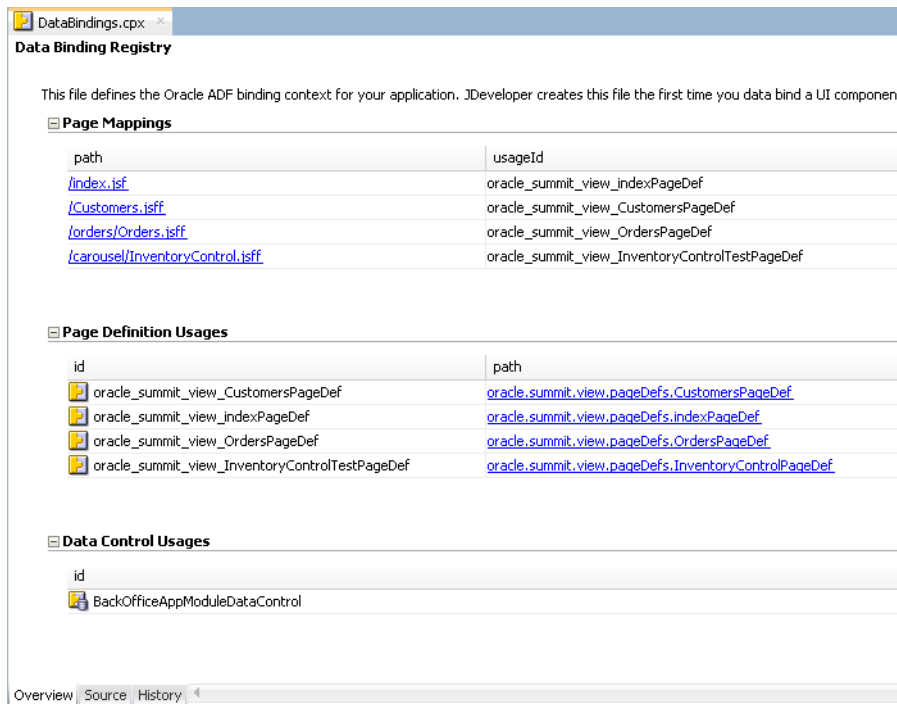 DataBindings.cpx
Data Binding Registry
This file defines the Oracle ADF binding context for your application. JDeveloper creates this file the first time you data bind a UI componen
Page Mappings
path usageId
/index.jsf oracle_summit_view_indexPageDef
/Customers.jsff oracle_summit_view_CustomersPageDef
/orders/Orders.jsff oracle_summit_view_OrdersPageDef
/carousel/InventoryControl.jsff oracle_summit_view_InventoryControlTestPageDef
Page Definition Usages
id path
oracle_summit_view_CustomersPageDef oracle.summit.view.pageDefs.CustomersPageDef
oracle_summit_view_indexPageDef oracle.summit.view.pageDefs.indexPageDef
oracle_summit_view_OrdersPageDef oracle.summit.view.pageDefs.OrdersPageDef
oracle_summit_view_InventoryControlTestPageDef oracle.summit.view.pageDefs.InventoryControlPageDef
Data Control Usages
id
BackOfficeAppModuleDataControl
Overview Source History